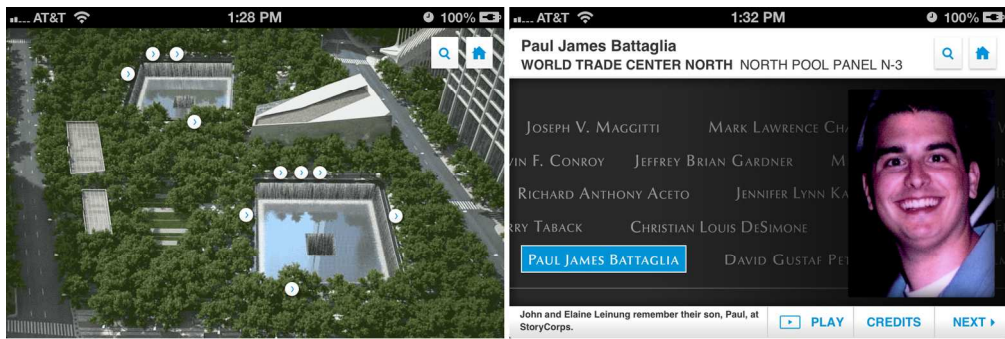 AT&T 1:28 PM 100%
AT&T 1:32 PM 100%
Paul James Battaglia
WORLD TRADE CENTER NORTH NORTH POOL PANEL N-3
JOSEPH V. MAGGITTI MARK LAWRENCE CHA
VIN F. CONROY JEFFREY BRIAN GARDNER M
RICHARD ANTHONY ACETO JENNIFER LYNN KA
RRY TABACK CHRISTIAN LOUIS DESIMONE
PAUL JAMES BATTAGLIA DAVID GUSTAF PET
John and Elaine Leinung remember their son, Paul, at
StoryCorps.
PLAY CREDITS NEXT